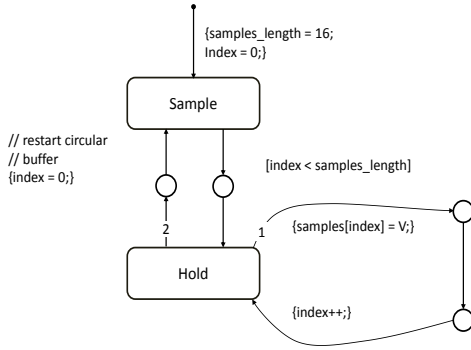 {samples_length = 16;
Index = 0;}
Sample
// restart circular
// buffer
{index = 0;}
[index < samples_length]
2
1
{samples[index] = V;}
Hold
{index++;}